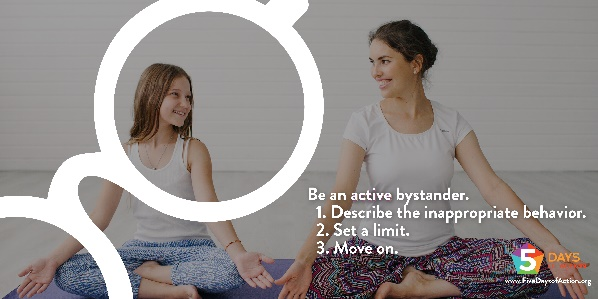 Be an active bystander.
1. Describe the inappropriate behavior.
2. Set a limit.
3. Move on.
5 DAYS
www.FiveDaysofAction.org